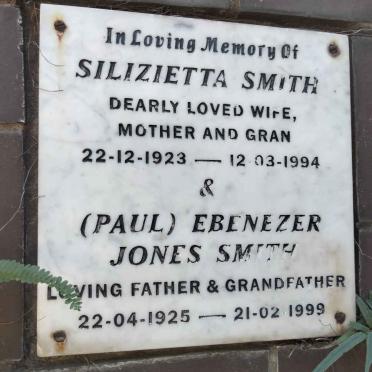 In Loving Memory Of
SILIZIETTA SMITH
DEARLY LOVED WIFE,
MOTHER AND GRAN
22-12-1923 — 12-03-1994
&
(PAUL) EBENEZER
JONES SMITH
LOVING FATHER & GRANDFATHER
22-04-1925 — 21-02-1999